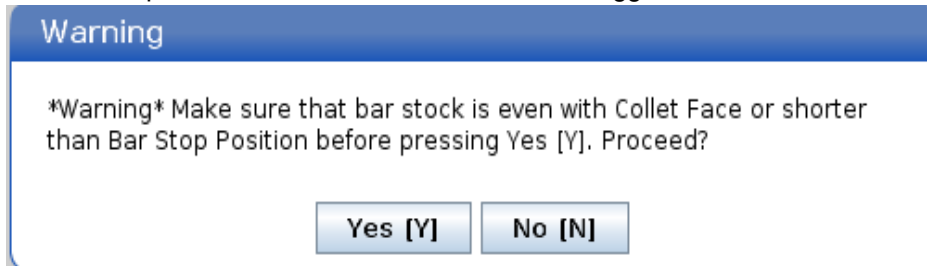 Warning
*Warning* Make sure that bar stock is even with Collet Face or shorter
than Bar Stop Position before pressing Yes [Y]. Proceed?
Yes [Y] No [N]